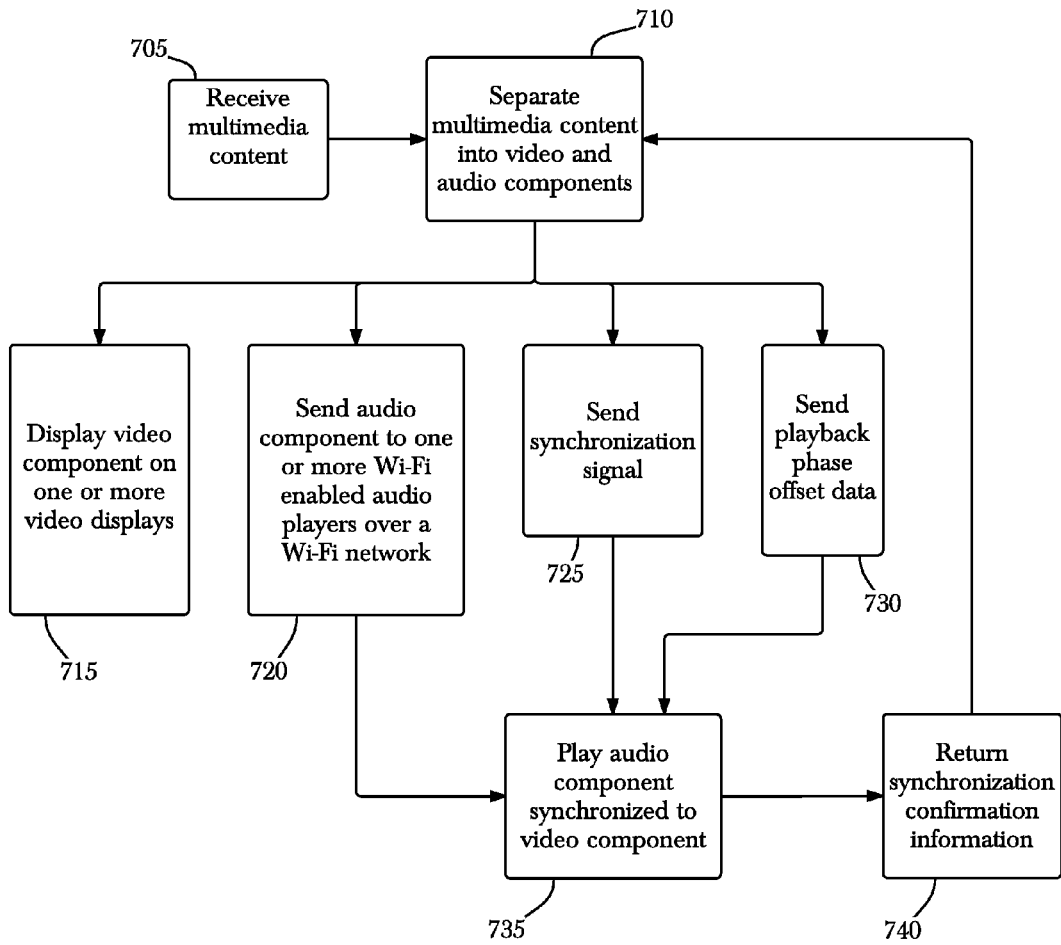 705
Receive
multimedia
content
710
Separate
multimedia content
into video and
audio components
Display video
component on
one or more
video displays
715
Send audio
component to one
or more Wi-Fi
enabled audio
players over a
Wi-Fi network
720
Send
synchronization
signal
725
Send
playback
phase
offset data
730
Play audio
component
synchronized to
video component
735
Return
synchronization
confirmation
information
740